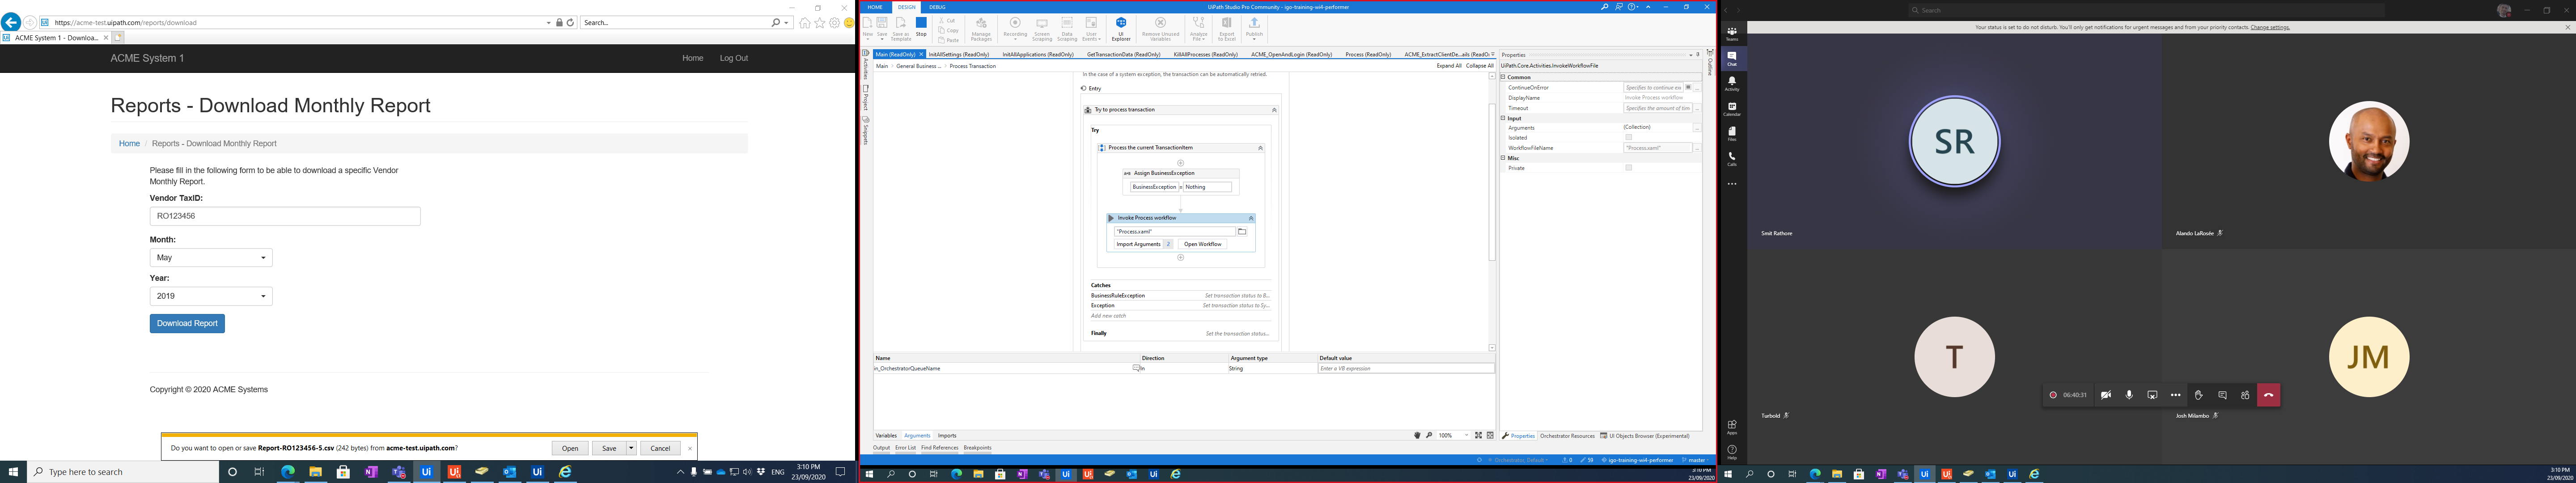 https://acme-test.uipath.com/reports/download
Search...
ACME System 1 - Downloa...
ACME System 1
Home
Log Out
Reports - Download Monthly Report
Home / Reports - Download Monthly Report
Please fill in the following form to be able to download a specific Vendor
Monthly Report.
Vendor TaxID:
RO123456
Month:
May
Year:
2019
Download Report
Copyright © 2020 ACME Systems
Do you want to open or save Report-RO123456-5.csv (242 bytes) from acme-test.uipath.com?
Open
Save
Cancel
Type here to search
ENG
3:10 PM
23/09/2020
HOME
DESIGN
DEBUG
UiPath Studio Pro Community - igo-training-wi4-performer
New
Save
Save as
Template
Stop
Cut
Copy
Paste
Manage
Packages
Recording
Screen
Scraping
Data
Scraping
User
Events
UI
Explorer
Remove Unused
Variables
Analyze
File
Export
to Excel
Publish
Main (ReadOnly)
InitAllSettings (ReadOnly)
InitAllApplications (ReadOnly)
GetTransactionData (ReadOnly)
KillAllProcesses (ReadOnly)
ACME_OpenAndLogin (ReadOnly)
Process (ReadOnly)
ACME_ExtractClientDe...ails (ReadO
Activities
Project
Snippets
Main > General Business ... > Process Transaction
Expand All
Collapse All
In the case of a system exception, the transaction can be automatically retried.
Entry
Try to process transaction
Try
Process the current TransactionItem
Assign BusinessException
BusinessException = Nothing
Invoke Process workflow
"Process.xaml"
Import Arguments 2
Open Workflow
Catches
BusinessRuleException
Set transaction status to B...
Exception
Set transaction status to Sy...
Add new catch
Finally
Set the transaction status...
Name
Direction
Argument type
Default value
in_OrchestratorQueueName
In
String
Enter a VB expression
Variables
Arguments
Imports
100%
Output
Error List
Find References
Breakpoints
Properties
Outline
UiPath.Core.Activities.InvokeWorkflowFile
Common
ContinueOnError
Specifies to continue ex
DisplayName
Invoke Process workflow
Timeout
Specifies the amount of tim
Input
Arguments
(Collection)
Isolated
WorkflowFileName
"Process.xaml"
Misc
Private
Properties
Orchestrator Resources
UI Objects Browser (Experimental)
0
59
igo-training-wi4-performer
master
3:10 PM
23/09/2020
Search
Your status is set to do not disturb. You'll only get notifications for urgent messages and from your priority contacts. Change settings.
Teams
Chat
Activity
Calendar
Files
Calls
Apps
Help
SR
Smit Rathore
Alando LaRosée
T
Turbold
JM
Josh Milambo
06:40:31
3:10 PM
23/09/2020